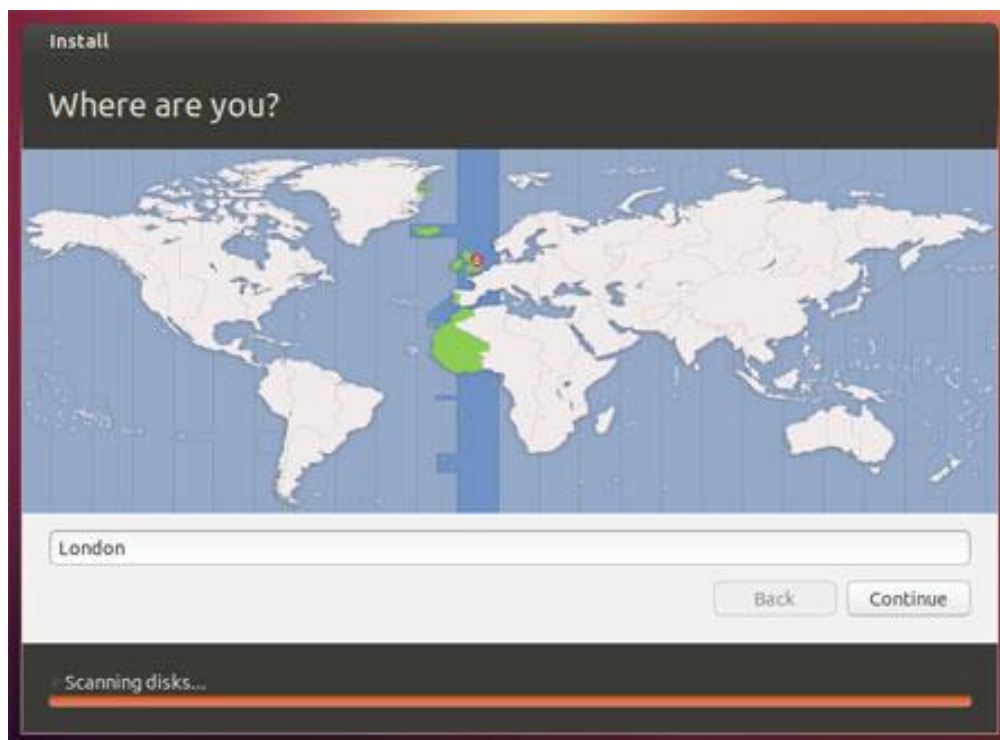 Install
Where are you?
London
Back
Continue
Scanning disks...